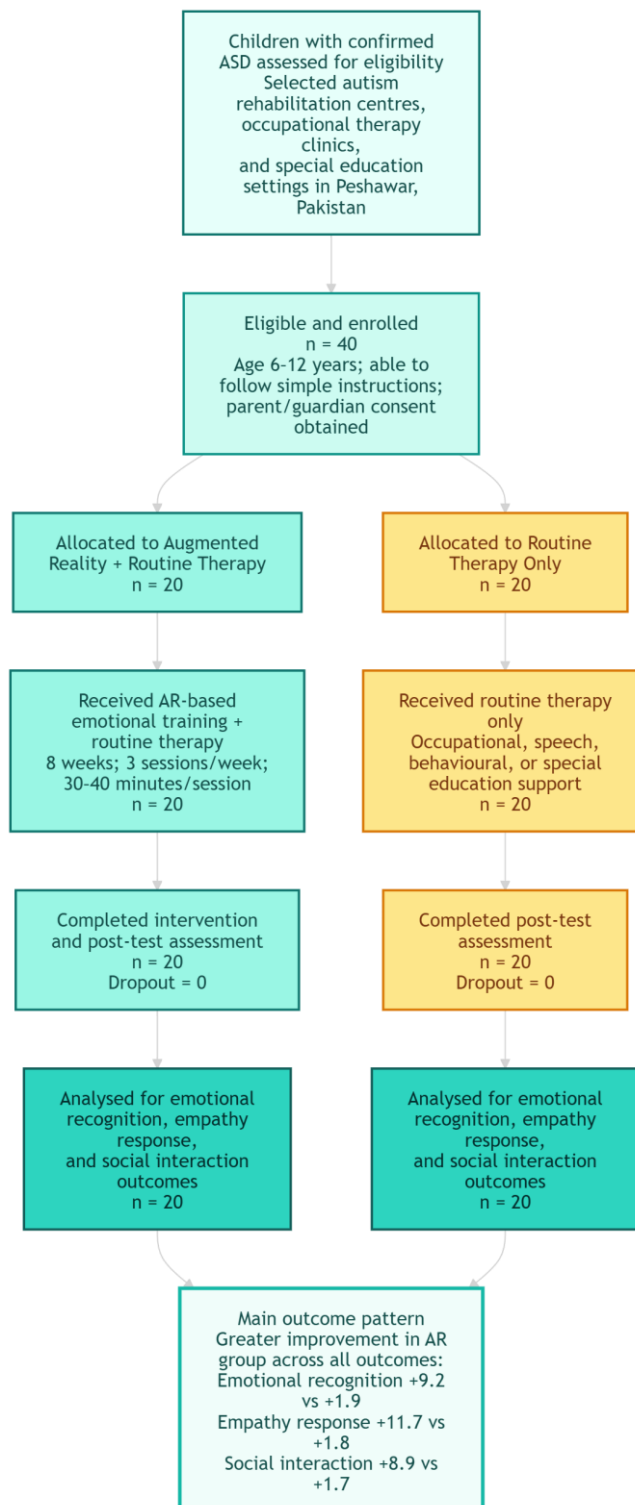 Children with confirmed
ASD assessed for eligibility
Selected autism
rehabilitation centres,
occupational therapy
clinics,
and special education
settings in Peshawar,
Pakistan
Eligible and enrolled
n = 40
Age 6–12 years; able to
follow simple instructions;
parent/guardian consent
obtained
Allocated to Augmented
Reality + Routine Therapy
n = 20
Allocated to Routine
Therapy Only
n = 20
Received AR-based
emotional training +
routine therapy
8 weeks; 3 sessions/week;
30–40 minutes/session
n = 20
Received routine therapy
only
Occupational, speech,
behavioural, or special
education support
n = 20
Completed intervention
and post-test assessment
n = 20
Dropout = 0
Completed post-test
assessment
n = 20
Dropout = 0
Analysed for emotional
recognition, empathy
response,
and social interaction
outcomes
n = 20
Analysed for emotional
recognition, empathy
response,
and social interaction
outcomes
n = 20
Main outcome pattern
Greater improvement in AR
group across all outcomes:
Emotional recognition +9.2
vs +1.9
Empathy response +11.7 vs
+1.8
Social interaction +8.9 vs
+1.7